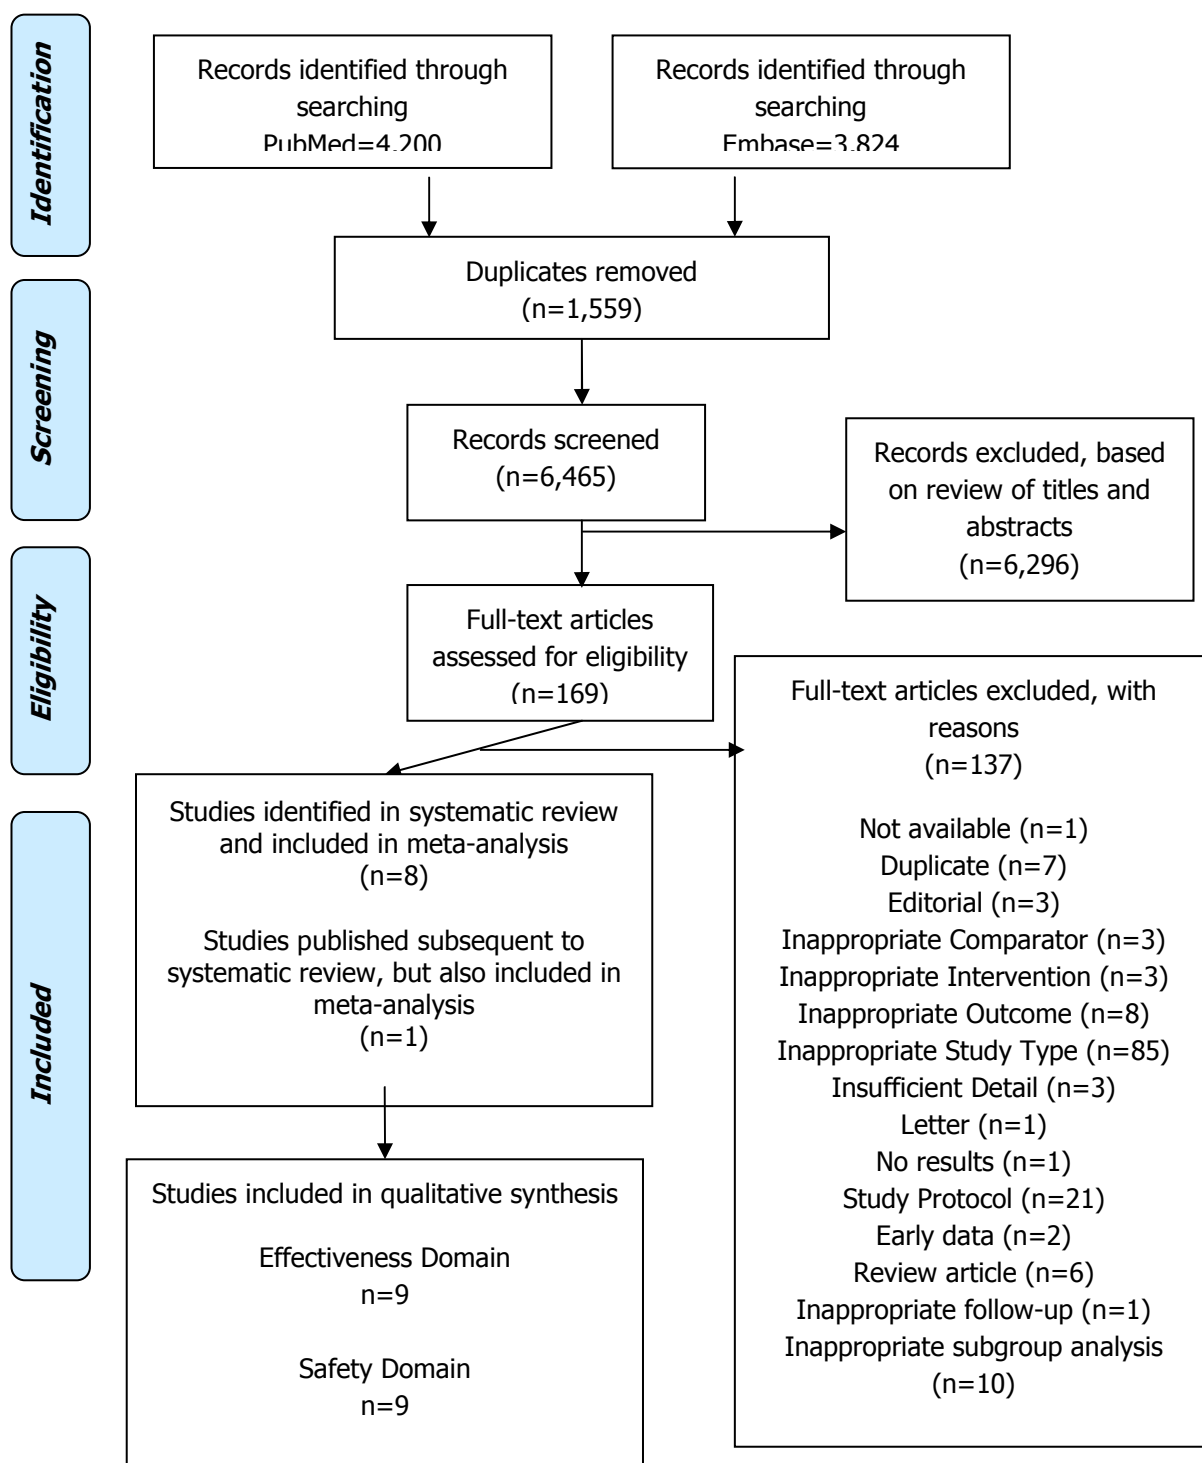 Identification
Records identified through
searching
PubMed=4,200
Records identified through
searching
Embase=3,824
Duplicates removed
(n=1,559)
Screening
Records screened
(n=6,465)
Records excluded, based
on review of titles and
abstracts
(n=6,296)
Eligibility
Full-text articles
assessed for eligibility
(n=169)
Full-text articles excluded, with
reasons
(n=137)
Not available (n=1)
Duplicate (n=7)
Editorial (n=3)
Inappropriate Comparator (n=3)
Inappropriate Intervention (n=3)
Inappropriate Outcome (n=8)
Inappropriate Study Type (n=85)
Insufficient Detail (n=3)
Letter (n=1)
No results (n=1)
Study Protocol (n=21)
Early data (n=2)
Review article (n=6)
Inappropriate follow-up (n=1)
Inappropriate subgroup analysis
(n=10)
Included
Studies identified in systematic review
and included in meta-analysis
(n=8)
Studies published subsequent to
systematic review, but also included in
meta-analysis
(n=1)
Studies included in qualitative synthesis
Effectiveness Domain
n=9
Safety Domain
n=9